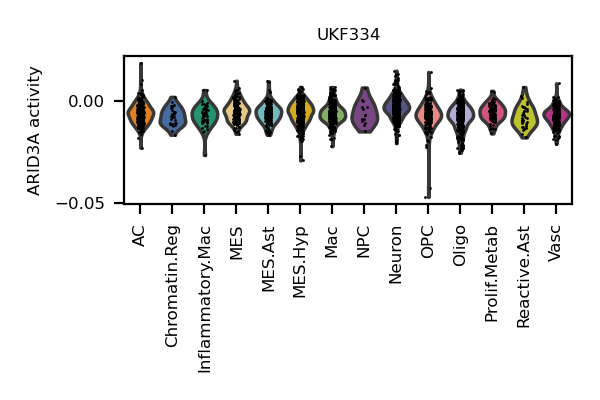 UKF334
ARID3A activity
0.00
−0.05
AC
Chromatin.Reg
Inflammatory.Mac
MES
MES.Ast
MES.Hyp
Mac
NPC
Neuron
OPC
Oligo
Prolif.Metab
Reactive.Ast
Vasc